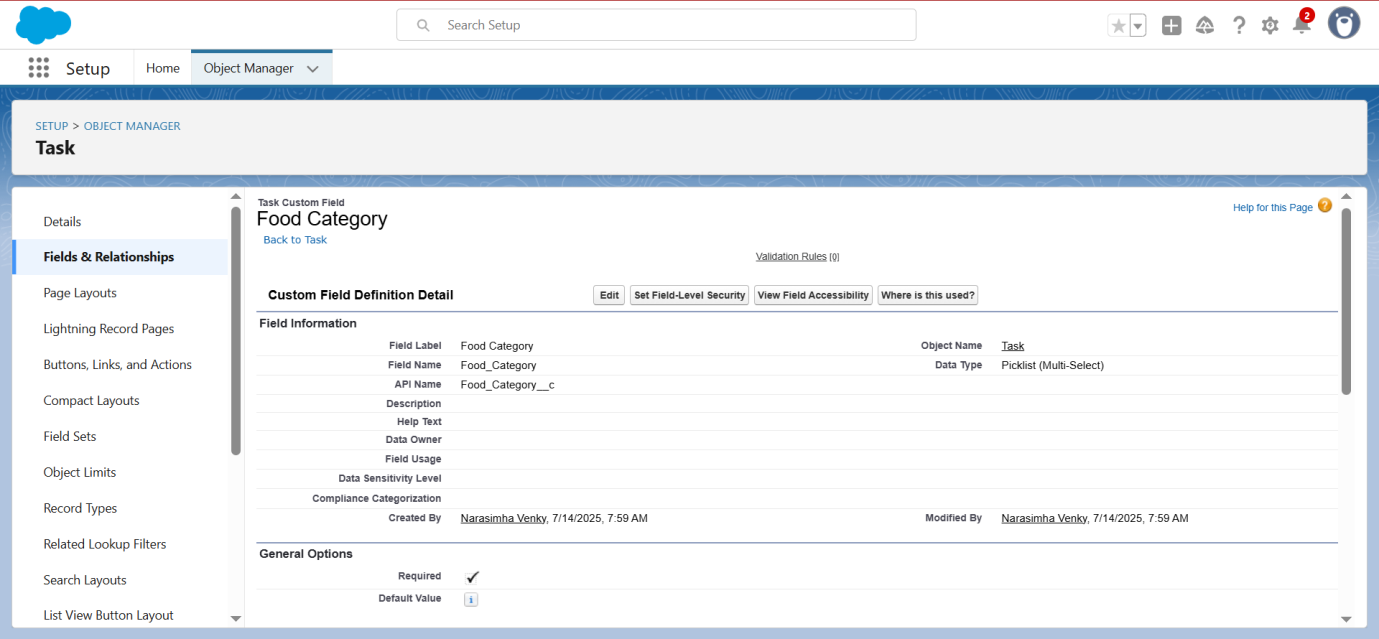 Search Setup
2
Setup
Home
Object Manager
SETUP > OBJECT MANAGER
Task
Details
Fields & Relationships
Page Layouts
Lightning Record Pages
Buttons, Links, and Actions
Compact Layouts
Field Sets
Object Limits
Record Types
Related Lookup Filters
Search Layouts
List View Button Layout
Task Custom Field
Food Category
Help for this Page ?
Back to Task
Validation Rules [0]
Custom Field Definition Detail
Edit Set Field-Level Security View Field Accessibility Where is this used?
Field Information
Field Label Food Category Object Name Task
Field Name Food_Category Data Type Picklist (Multi-Select)
API Name Food_Category__c
Description
Help Text
Data Owner
Field Usage
Data Sensitivity Level
Compliance Categorization
Created By Narasimha Venky, 7/14/2025, 7:59 AM Modified By Narasimha Venky, 7/14/2025, 7:59 AM
General Options
Required ✓
Default Value i